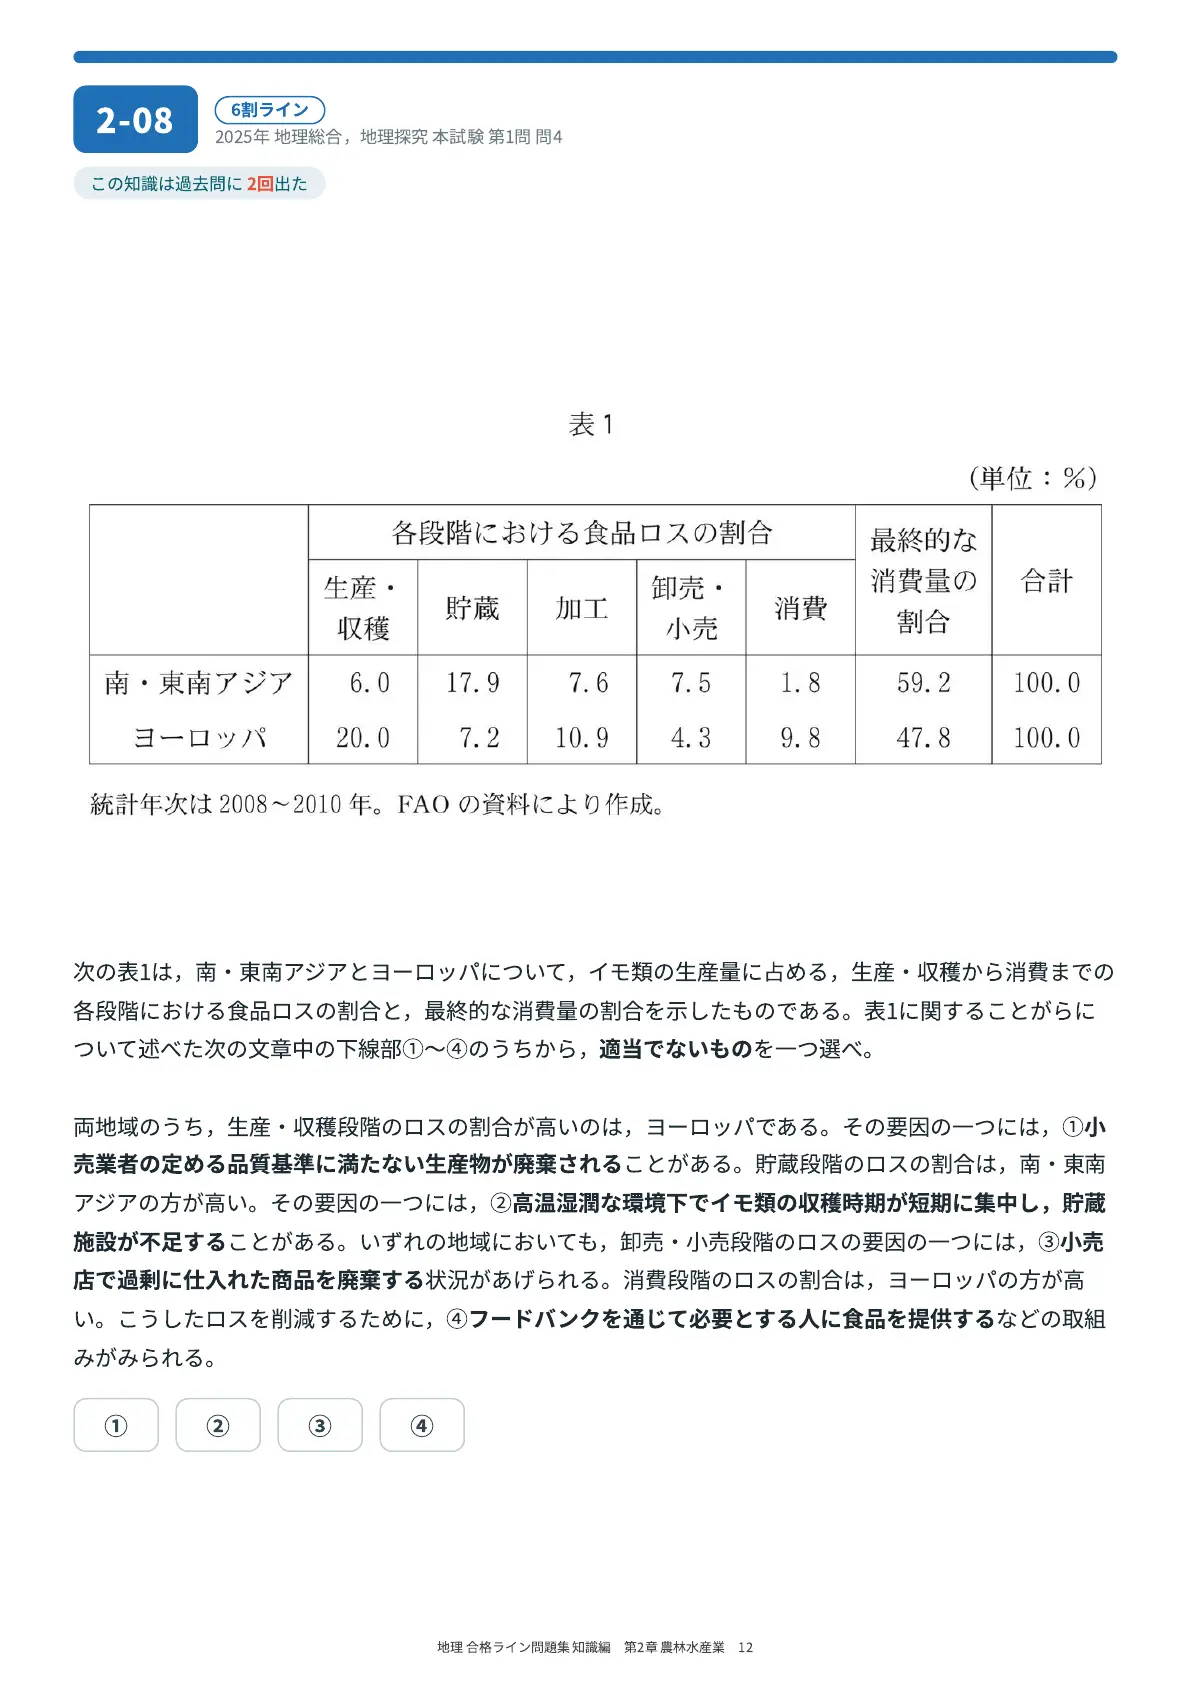 2-08
6割ライン
2025年 地理総合，地理探究 本試験 第1問 問4
この知識は過去問に 2回出た
表 1
（単位：％）
各段階における食品ロスの割合
最終的な消費量の割合
合計
生産・収穫
貯蔵
加工
卸売・小売
消費
南・東南アジア 6.0 17.9 7.6 7.5 1.8 59.2 100.0
ヨーロッパ 20.0 7.2 10.9 4.3 9.8 47.8 100.0
統計年次は 2008～2010 年。FAO の資料により作成。
次の表1は，南・東南アジアとヨーロッパについて，イモ類の生産量に占める，生産・収穫から消費までの
各段階における食品ロスの割合と，最終的な消費量の割合を示したものである。表1に関することがらに
ついて述べた次の文章中の下線部①～④のうちから，適当でないものを一つ選べ。
両地域のうち，生産・収穫段階のロスの割合が高いのは，ヨーロッパである。その要因の一つには，①小
売業者の定める品質基準に満たない生産物が廃棄されることがある。貯蔵段階のロスの割合は，南・東南
アジアの方が高い。その要因の一つには，②高温湿潤な環境下でイモ類の収穫時期が短期に集中し，貯蔵
施設が不足することがある。いずれの地域においても，卸売・小売段階のロスの要因の一つには，③小売
店で過剰に仕入れた商品を廃棄する状況があげられる。消費段階のロスの割合は，ヨーロッパの方が高
い。こうしたロスを削減するために，④フードバンクを通じて必要とする人に食品を提供するなどの取組
みがみられる。
① ② ③ ④
地理 合格ライン問題集 知識編 第2章 農林水産業 12